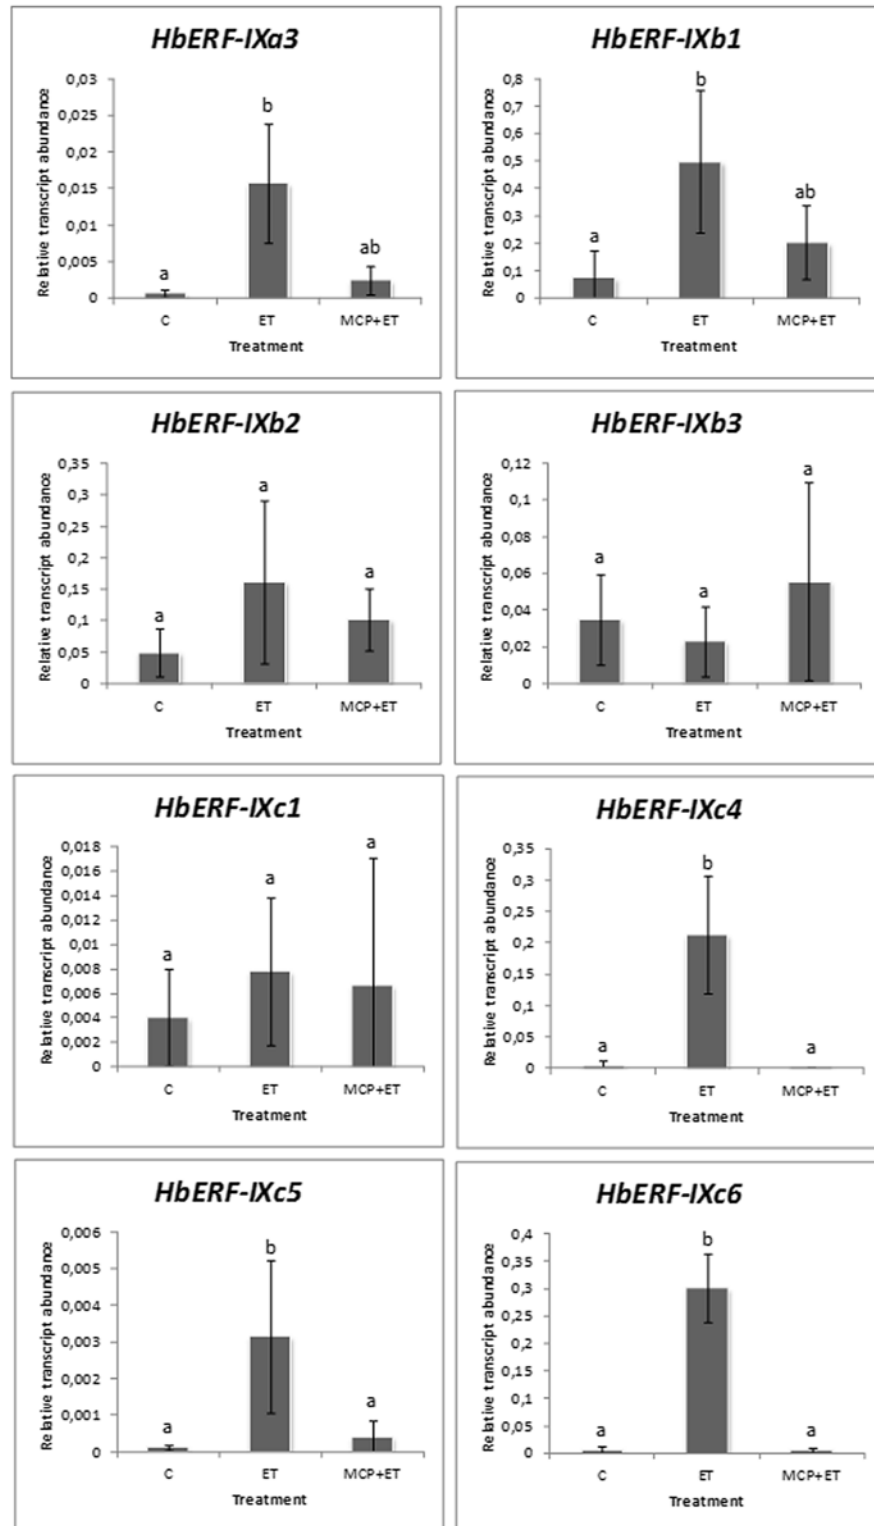 HbERF-IXa3
Relative transcript abundance
0,03
0,025
0,02
0,015
0,01
0,005
0
a
b
ab
C
ET
MCP+ET
Treatment
HbERF-IXb1
Relative transcript abundance
0,8
0,7
0,6
0,5
0,4
0,3
0,2
0,1
0
a
b
ab
C
ET
MCP+ET
Treatment
HbERF-IXb2
Relative transcript abundance
0,35
0,3
0,25
0,2
0,15
0,1
0,05
0
a
a
a
C
ET
MCP+ET
Treatment
HbERF-IXb3
Relative transcript abundance
0,12
0,1
0,08
0,06
0,04
0,02
0
a
a
a
C
ET
MCP+ET
Treatment
HbERF-IXc1
Relative transcript abundance
0,018
0,016
0,014
0,012
0,01
0,008
0,006
0,004
0,002
0
a
a
a
C
ET
MCP+ET
Treatment
HbERF-IXc4
Relative transcript abundance
0,35
0,3
0,25
0,2
0,15
0,1
0,05
0
a
b
a
C
ET
MCP+ET
Treatment
HbERF-IXc5
Relative transcript abundance
0,006
0,005
0,004
0,003
0,002
0,001
0
a
b
a
C
ET
MCP+ET
Treatment
HbERF-IXc6
Relative transcript abundance
0,4
0,35
0,3
0,25
0,2
0,15
0,1
0,05
0
a
b
a
C
ET
MCP+ET
Treatment